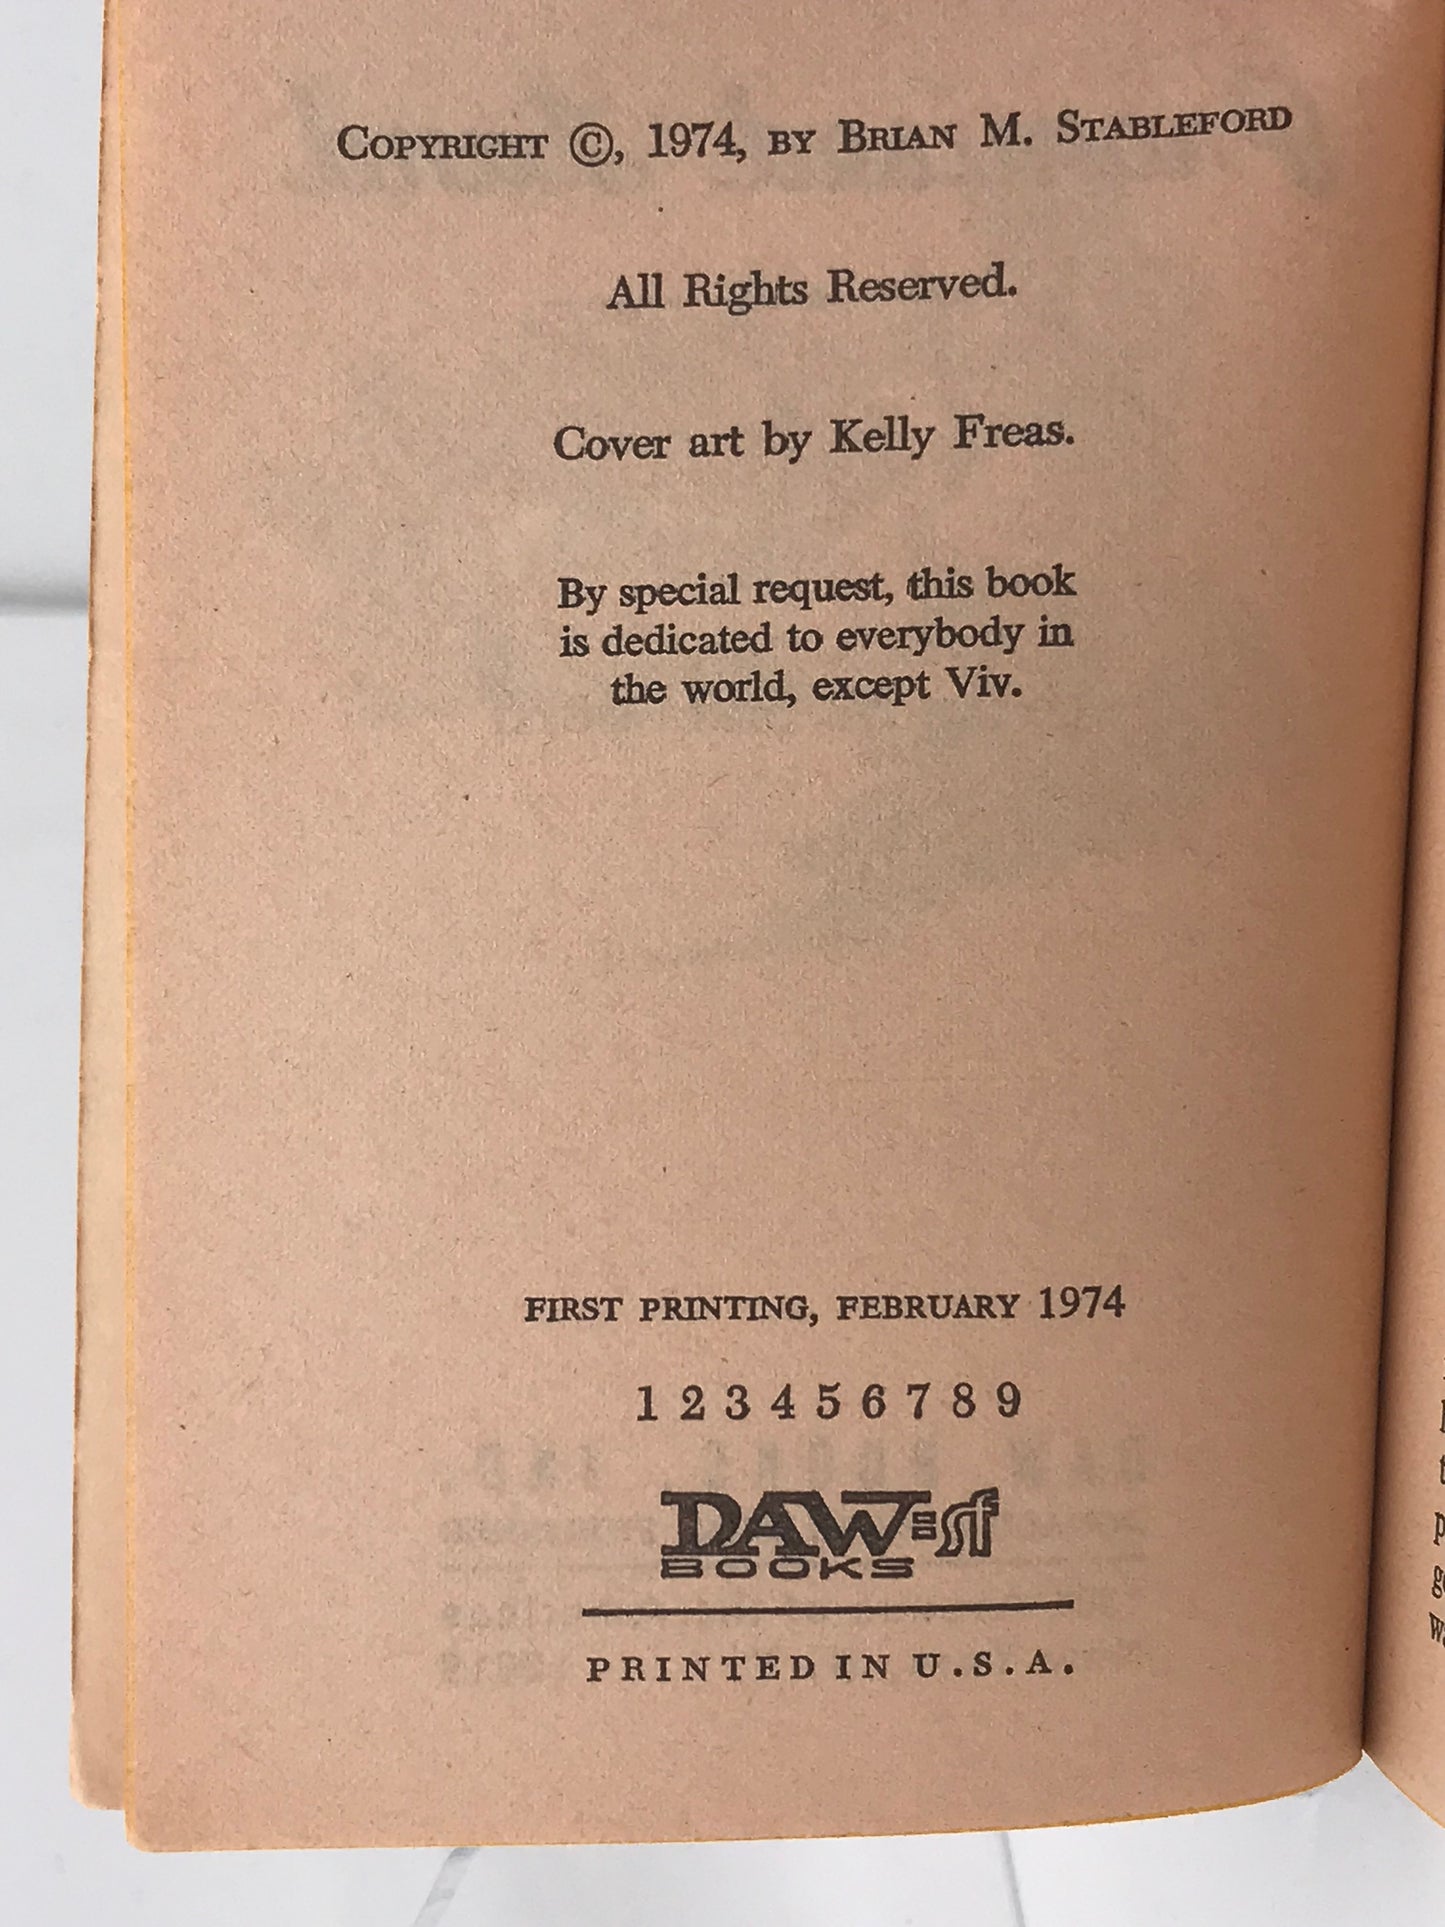 COPYRIGHT ©, 1974, BY BRIAN M. STABLEFORD
All Rights Reserved.
Cover art by Kelly Freas.
By special request, this book
is dedicated to everybody in
the world, except Viv.
FIRST PRINTING, FEBRUARY 1974
1 2 3 4 5 6 7 8 9
DAW=sf
BOOKS
PRINTED IN U.S.A.